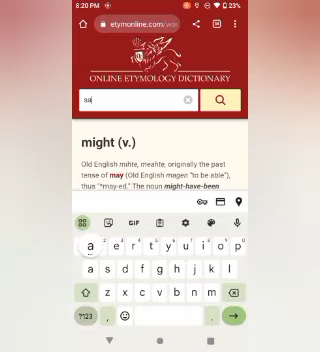 8:20 PM
23%
etymonline.com/wor
ONLINE ETYMOLOGY DICTIONARY
sa
might (v.)
Old English mihte, meahte, originally the past
tense of may (Old English magen "to be able"),
thus "*may-ed." The noun might-have-been
GIF
a e r t y u i o p
a s d f g h j k l
z x c v b n m
?123 , .